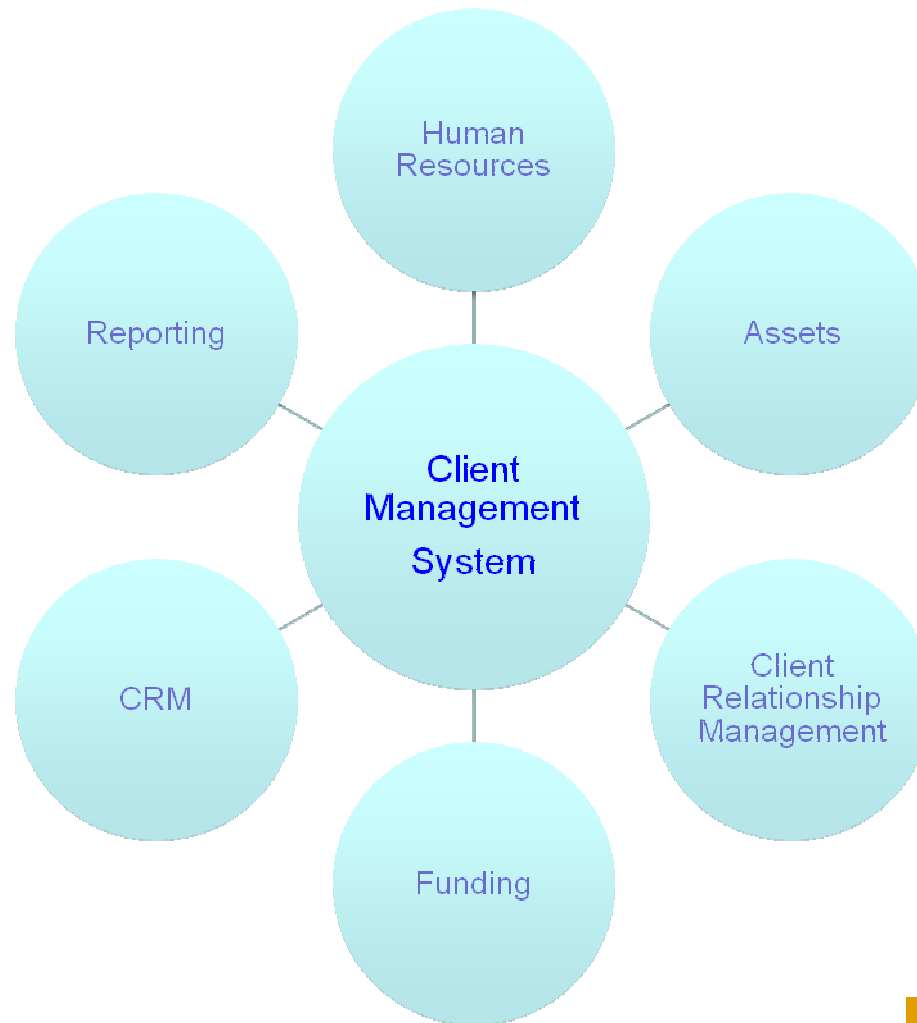 Human
Resources
Reporting
Assets
Client
Management
System
CRM
Client
Relationship
Management
Funding